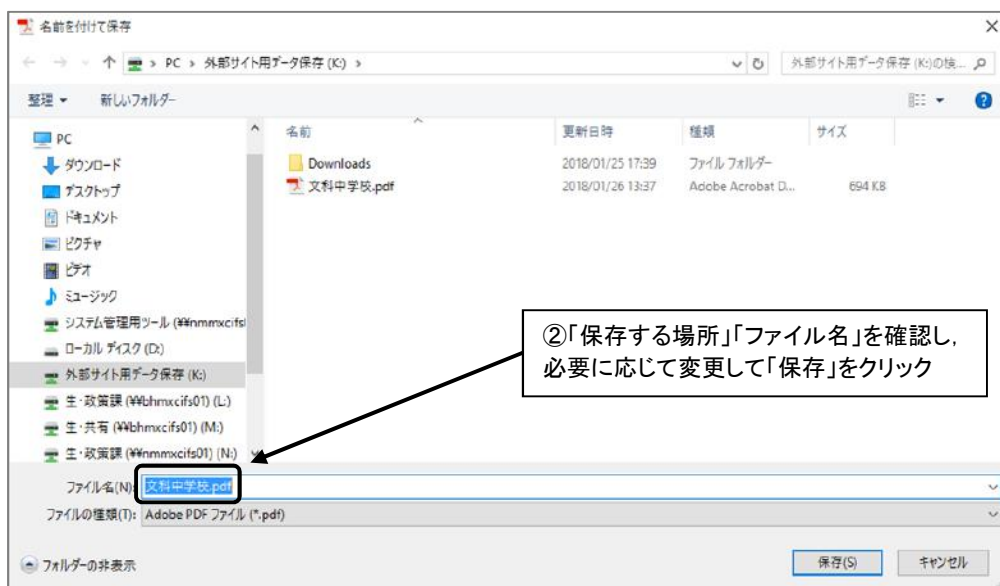 名前を付けて保存
PC › 外部サイト用データ保存 (K:) ›
外部サイト用データ保存 (K:)の検...
整理 新しいフォルダー
名前 更新日時 種類 サイズ
Downloads 2018/01/25 17:39 ファイル フォルダー
文科中学校.pdf 2018/01/26 13:37 Adobe Acrobat D... 694 KB
PC
ダウンロード
デスクトップ
ドキュメント
ピクチャ
ビデオ
ミュージック
システム管理用ツール (¥¥nmmxcifs
ローカル ディスク (D:)
外部サイト用データ保存 (K:)
生・政策課 (¥¥bhmxcifs01) (L:)
生・共有 (¥¥bhmxcifs01) (M:)
生・政策課 (¥¥nmmxcifs01) (N:)
②「保存する場所」「ファイル名」を確認し,
必要に応じて変更して「保存」をクリック
ファイル名(N): 文科中学校.pdf
ファイルの種類(T): Adobe PDF ファイル (*.pdf)
フォルダーの非表示
保存(S) キャンセル